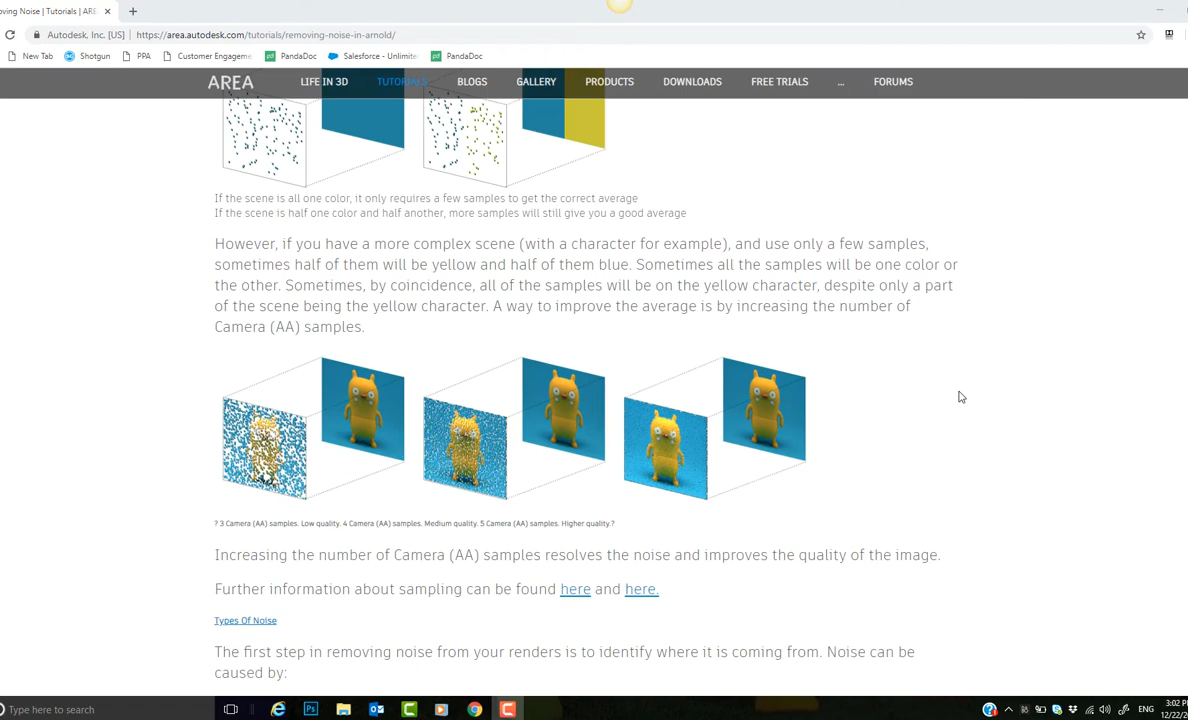 oving Noise | Tutorials | ARE
Autodesk, Inc. [US] https://area.autodesk.com/tutorials/removing-noise-in-arnold/
New Tab Shotgun PPA Customer Engageme PandaDoc Salesforce - Unlimite PandaDoc
AREA LIFE IN 3D TUTORIALS BLOGS GALLERY PRODUCTS DOWNLOADS FREE TRIALS ... FORUMS
If the scene is all one color, it only requires a few samples to get the correct average
If the scene is half one color and half another, more samples will still give you a good average
However, if you have a more complex scene (with a character for example), and use only a few samples,
sometimes half of them will be yellow and half of them blue. Sometimes all the samples will be one color or
the other. Sometimes, by coincidence, all of the samples will be on the yellow character, despite only a part
of the scene being the yellow character. A way to improve the average is by increasing the number of
Camera (AA) samples.
? 3 Camera (AA) samples. Low quality. 4 Camera (AA) samples. Medium quality. 5 Camera (AA) samples. Higher quality.?
Increasing the number of Camera (AA) samples resolves the noise and improves the quality of the image.
Further information about sampling can be found here and here.
Types Of Noise
The first step in removing noise from your renders is to identify where it is coming from. Noise can be
caused by:
Type here to search
ENG
3:02 P
12/22/2